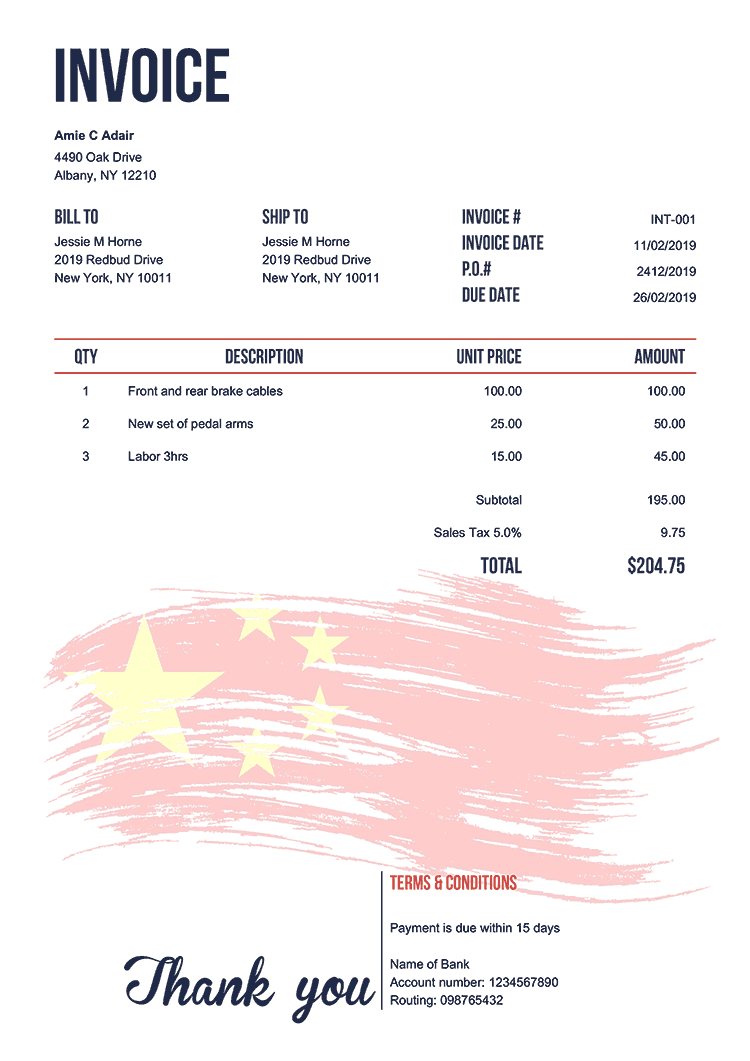 INVOICE
Amie C Adair
4490 Oak Drive
Albany, NY 12210
BILL TO
Jessie M Horne
2019 Redbud Drive
New York, NY 10011
SHIP TO
Jessie M Horne
2019 Redbud Drive
New York, NY 10011
INVOICE # INT-001
INVOICE DATE 11/02/2019
P.O.# 2412/2019
DUE DATE 26/02/2019
QTY DESCRIPTION UNIT PRICE AMOUNT
1 Front and rear brake cables 100.00 100.00
2 New set of pedal arms 25.00 50.00
3 Labor 3hrs 15.00 45.00
Subtotal 195.00
Sales Tax 5.0% 9.75
TOTAL $204.75
Thank you
TERMS & CONDITIONS
Payment is due within 15 days
Name of Bank
Account number: 1234567890
Routing: 098765432